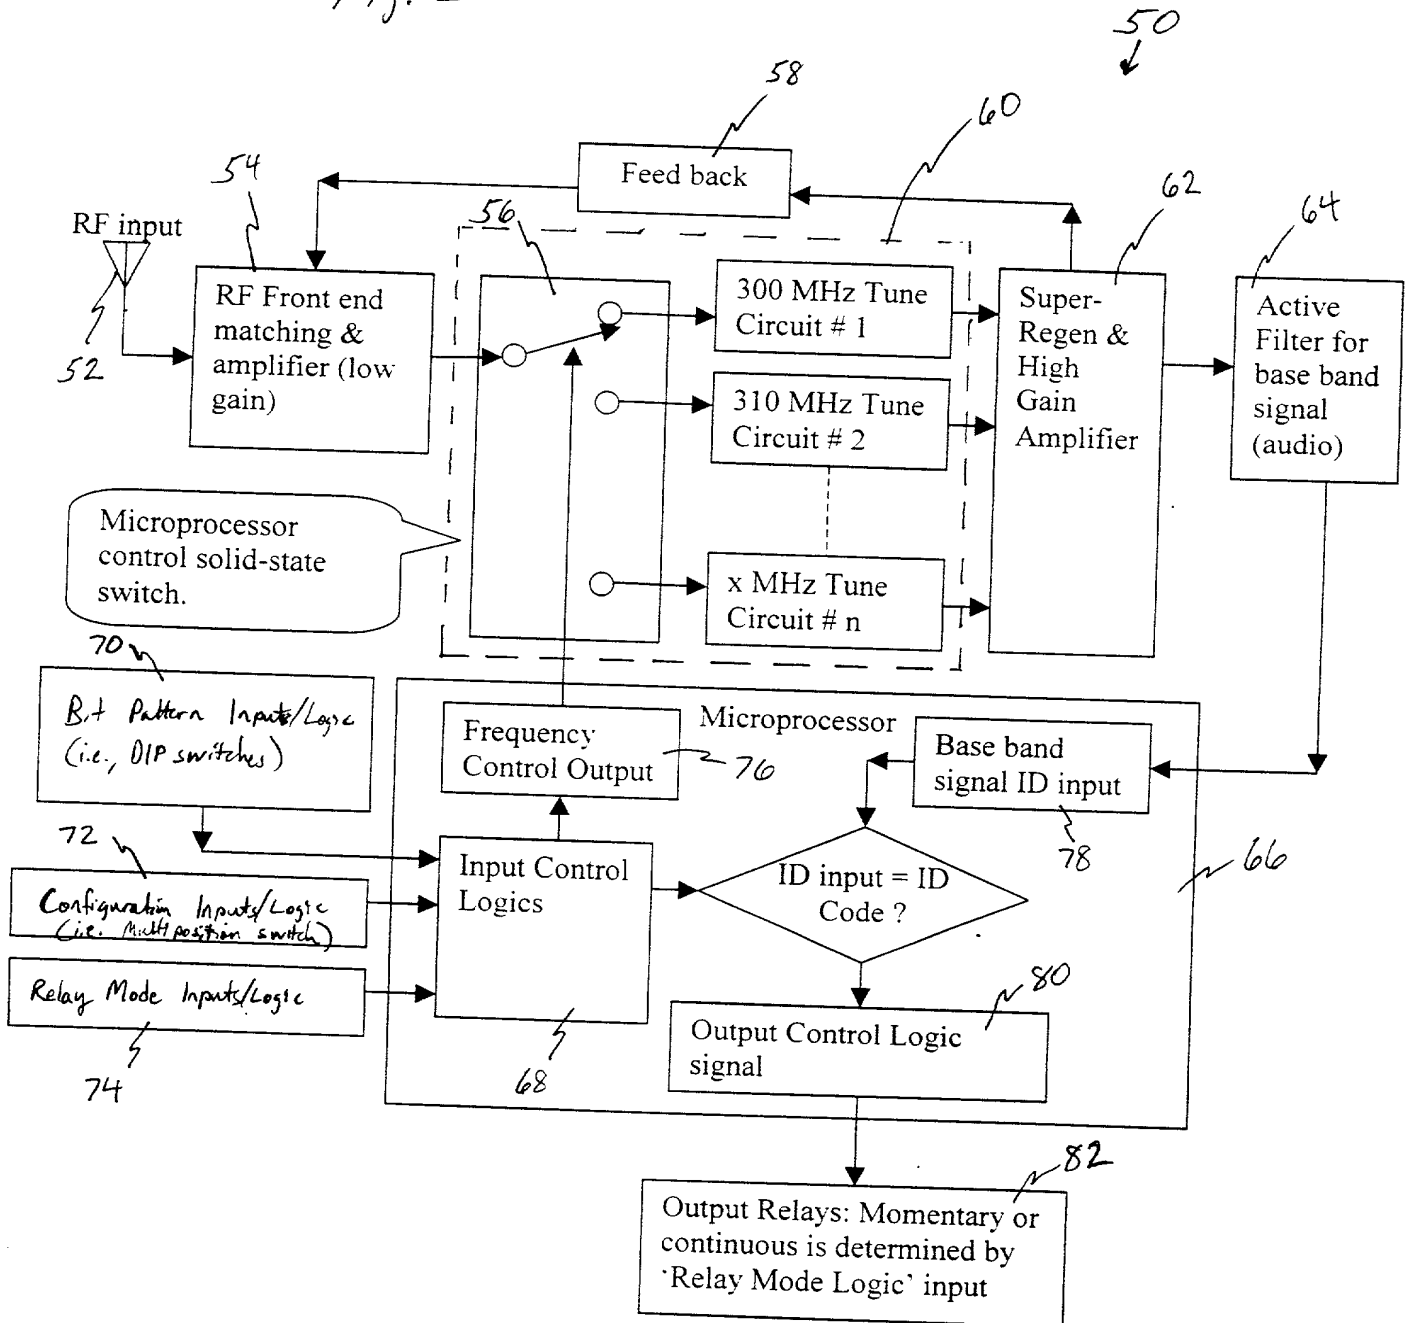 Fig. 2
50
58
60
54
Feed back
62
64
RF input
56
RF Front end
matching &
amplifier (low
gain)
52
300 MHz Tune
Circuit # 1
310 MHz Tune
Circuit # 2
x MHz Tune
Circuit # n
Super-
Regen &
High
Gain
Amplifier
Active
Filter for
base band
signal
(audio)
Microprocessor
control solid-state
switch.
70
Bit Pattern Inputs/Logic
(i.e., DIP switches)
Frequency
Control Output
Microprocessor
76
Base band
signal ID input
78
66
72
Configuration Inputs/Logic
(i.e. Multiposition switch)
Input Control
Logics
ID input = ID
Code ?
Relay Mode Inputs/Logic
74
68
80
Output Control Logic
signal
82
Output Relays: Momentary or
continuous is determined by
'Relay Mode Logic' input